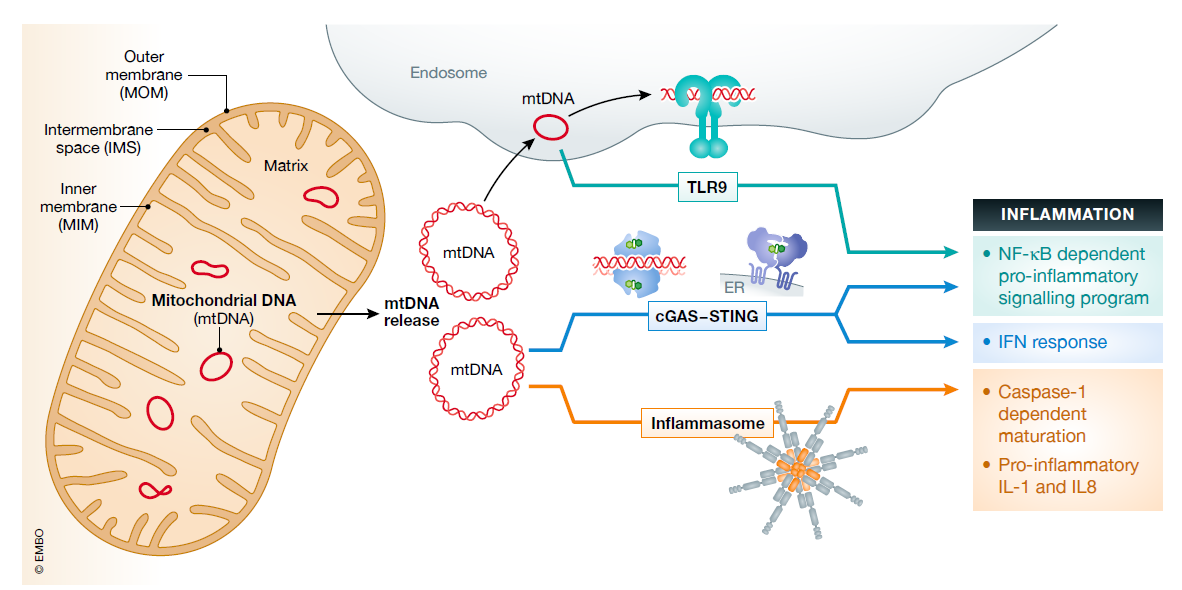 Outer
membrane
(MOM)
Intermembrane
space (IMS)
Inner
membrane
(MIM)
Matrix
Mitochondrial DNA
(mtDNA)
mtDNA
release
Endosome
mtDNA
mtDNA
mtDNA
TLR9
ER
cGAS–STING
Inflammasome
INFLAMMATION
• NF-κB dependent
pro-inflammatory
signalling program
• IFN response
• Caspase-1
dependent
maturation
• Pro-inflammatory
IL-1 and IL8
© EMBO